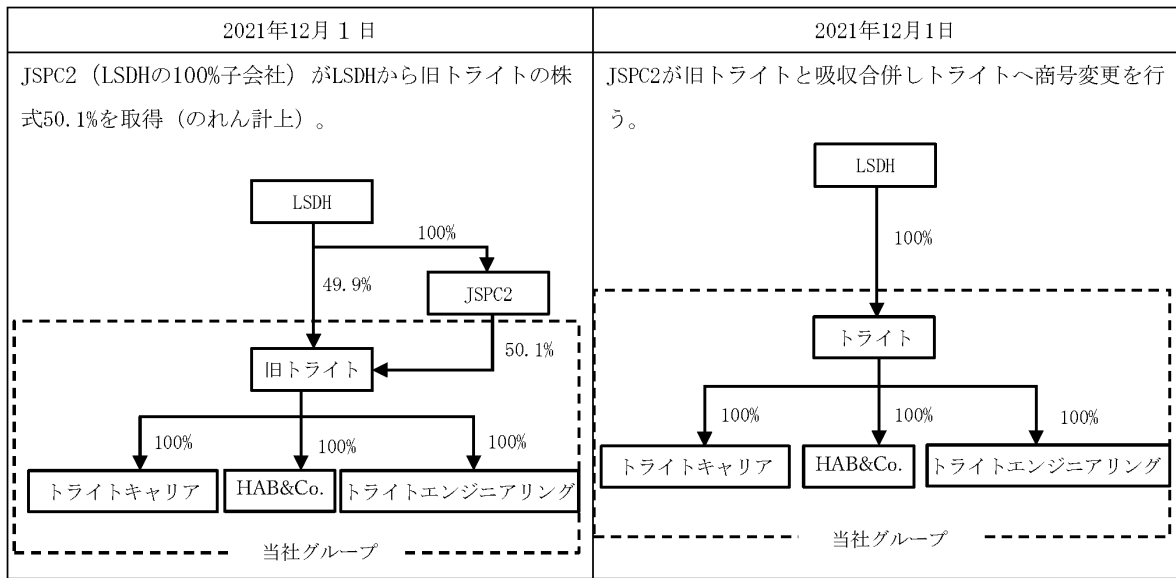 2021年12月１日
JSPC2（LSDHの100%子会社）がLSDHから旧トライトの株
式50.1%を取得（のれん計上）。
LSDH
100%
49.9%
JSPC2
50.1%
旧トライト
100%
100%
100%
トライトキャリア
HAB&Co.
トライトエンジニアリング
当社グループ
2021年12月1日
JSPC2が旧トライトと吸収合併しトライトへ商号変更を行
う。
LSDH
100%
トライト
100%
100%
100%
トライトキャリア
HAB&Co.
トライトエンジニアリング
当社グループ